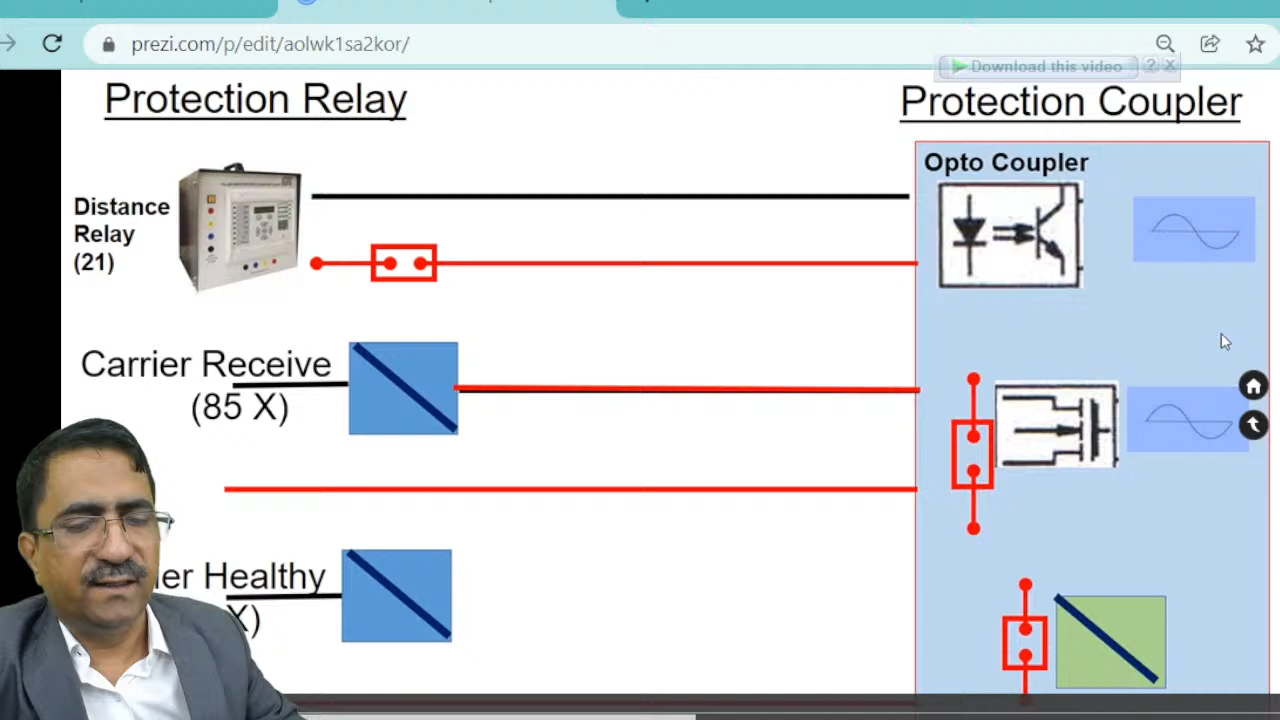 prezi.com/p/edit/aolwk1sa2kor/
Download this video
?
X
Protection Relay
Protection Coupler
Opto Coupler
Distance
Relay
(21)
Carrier Receive
(85 X)
ier Healthy
X)